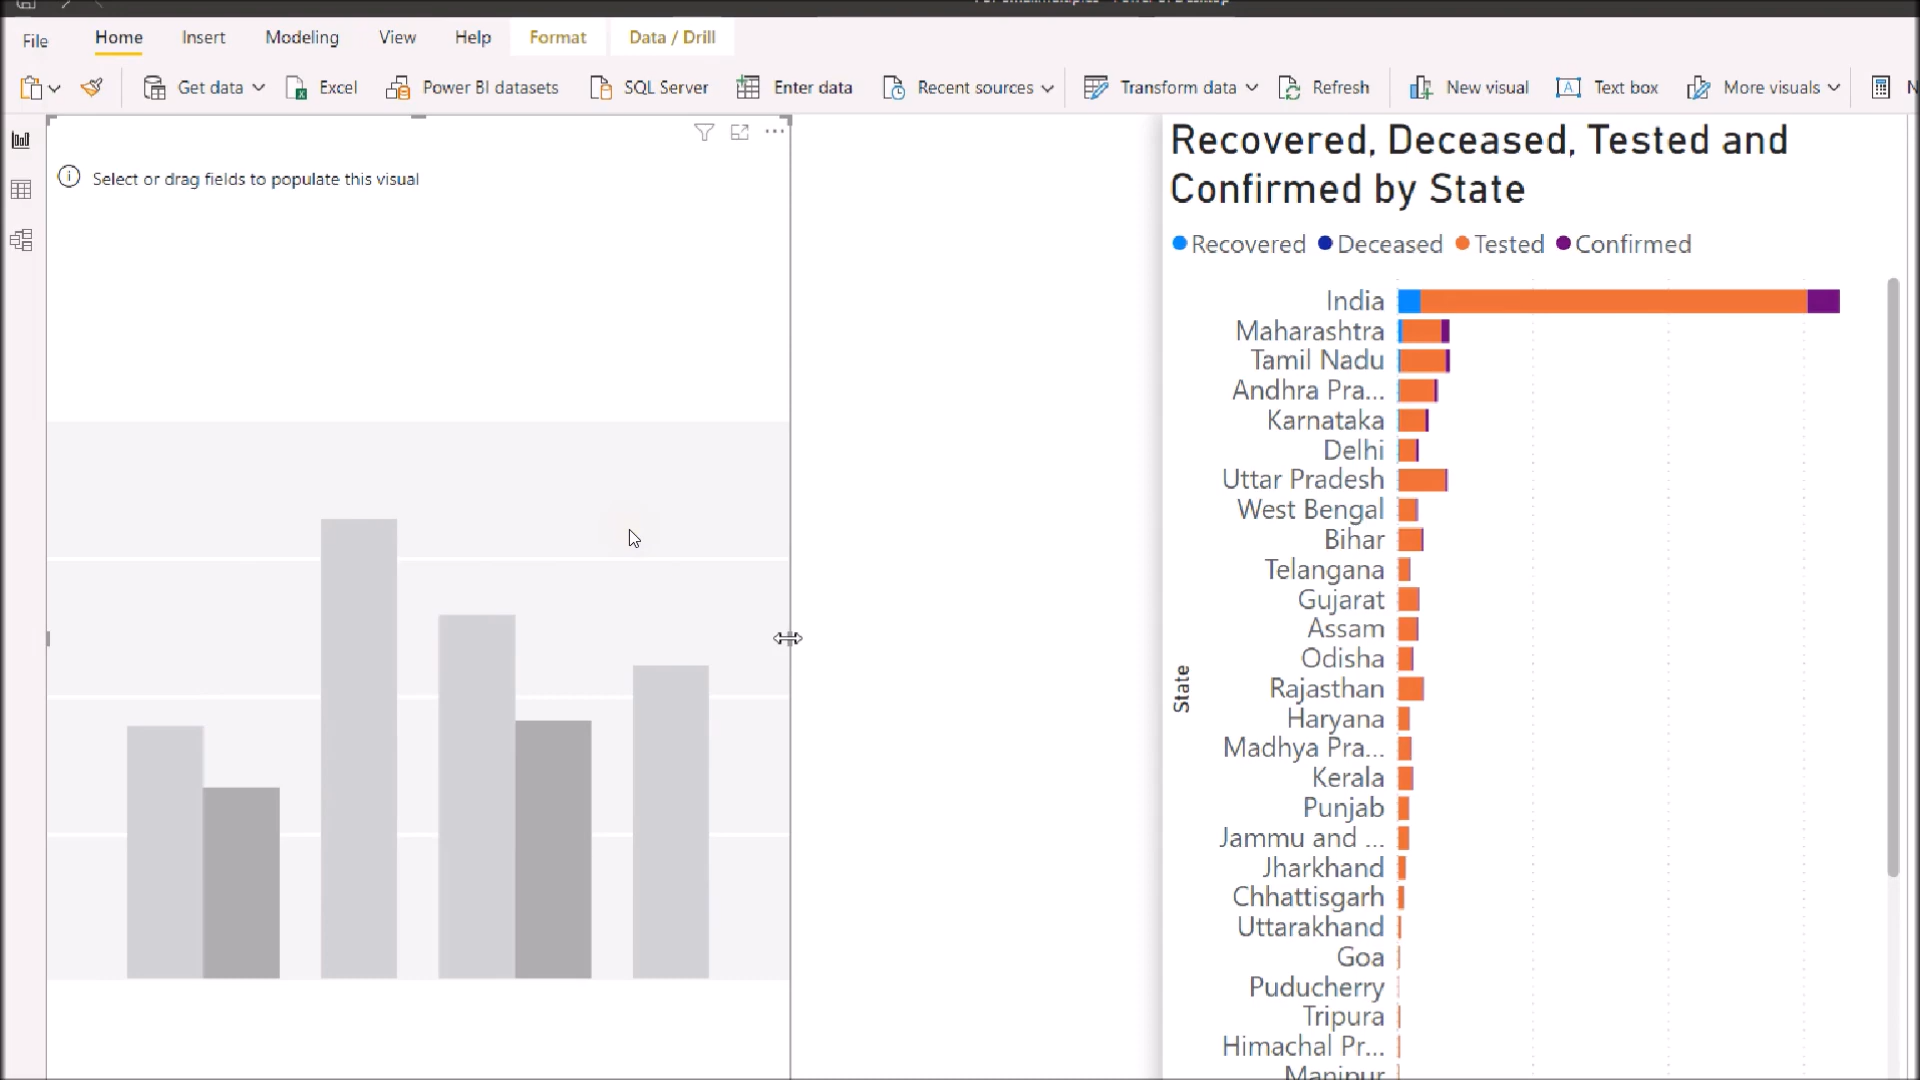 File Home Insert Modeling View Help Format Data / Drill
Get data Excel Power BI datasets SQL Server Enter data Recent sources Transform data Refresh New visual Text box More visuals
Select or drag fields to populate this visual
Recovered, Deceased, Tested and
Confirmed by State
Recovered Deceased Tested Confirmed
State
India
Maharashtra
Tamil Nadu
Andhra Pra...
Karnataka
Delhi
Uttar Pradesh
West Bengal
Bihar
Telangana
Gujarat
Assam
Odisha
Rajasthan
Haryana
Madhya Pra...
Kerala
Punjab
Jammu and ...
Jharkhand
Chhattisgarh
Uttarakhand
Goa
Puducherry
Tripura
Himachal Pr...
Manipur